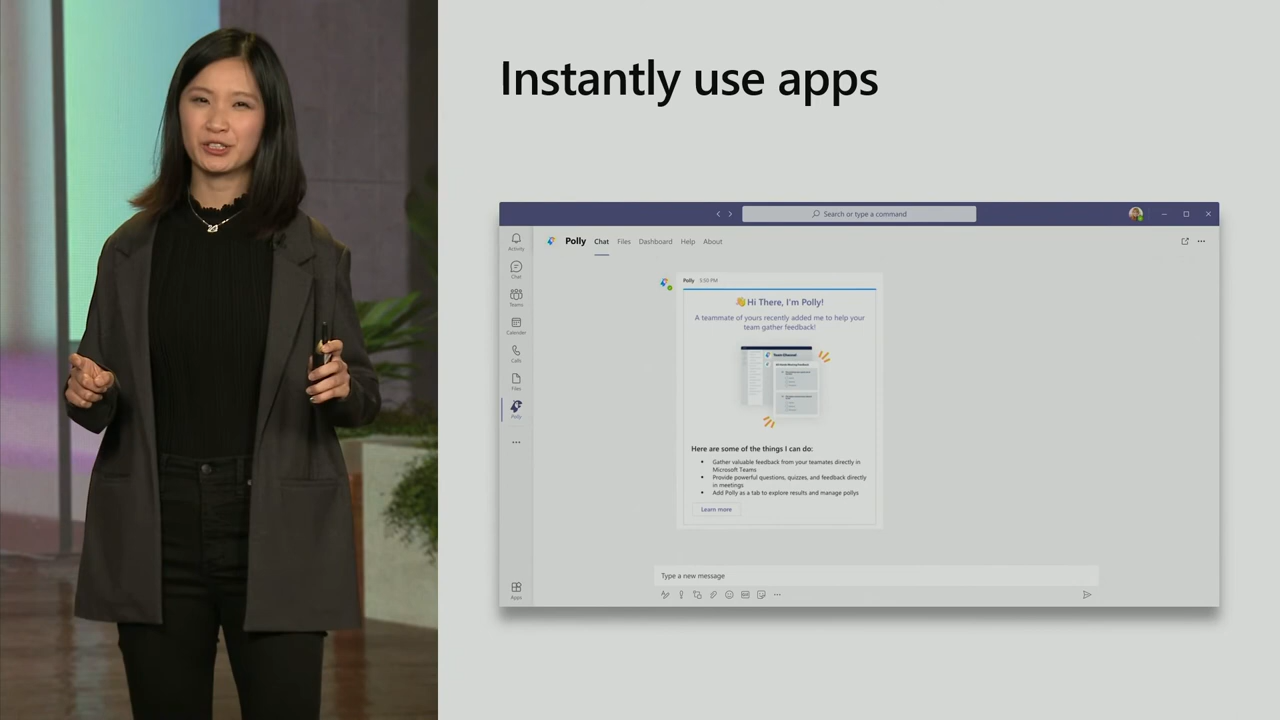 Instantly use apps
Search or type a command
Activity
Chat
Teams
Calendar
Calls
Files
Polly
Apps
Polly Chat Files Dashboard Help About
Polly 3:50 PM
Hi There, I'm Polly!
A teammate of yours recently added me to help your
team gather feedback!
Here are some of the things I can do:
Gather valuable feedback from your teamates directly in
Microsoft Teams
Provide powerful questions, quizzes, and feedback directly
in meetings
Add Polly as a tab to explore results and manage pollys
Learn more
Type a new message